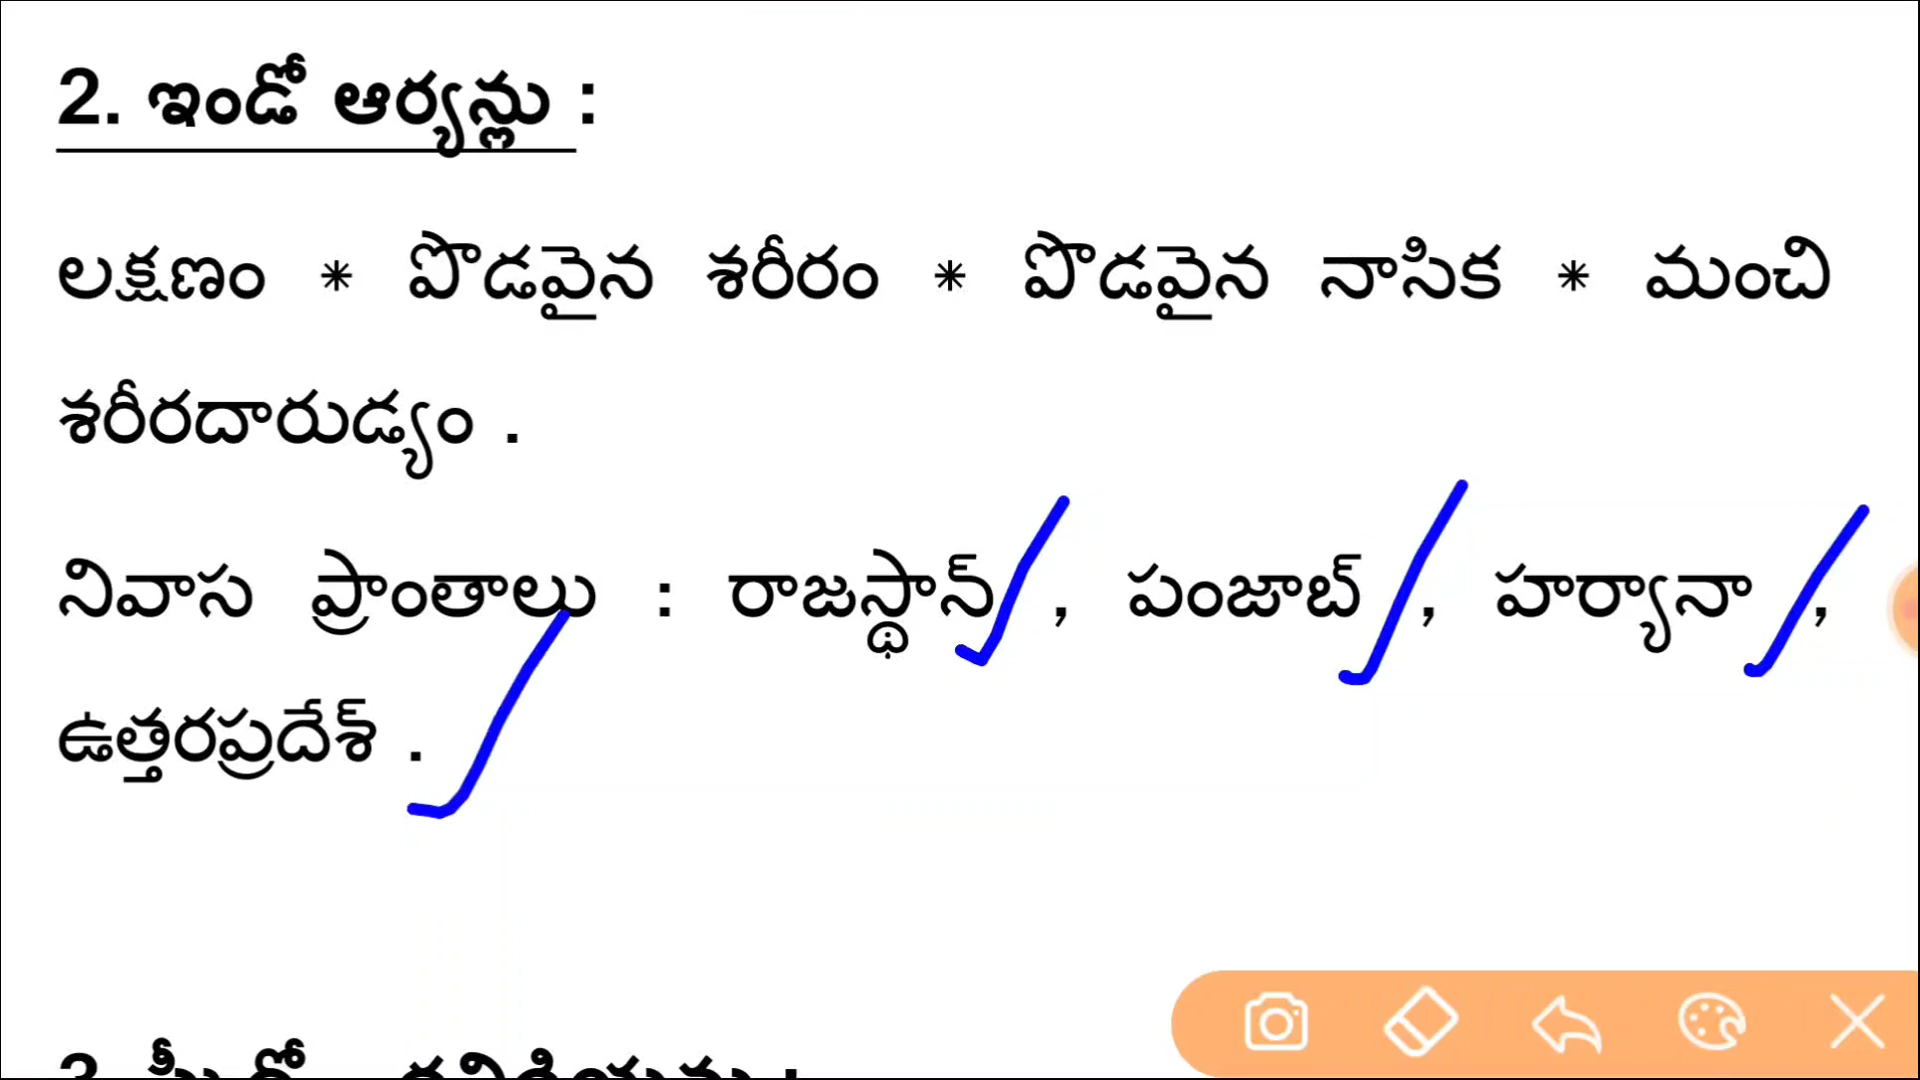 2. ఇండో ఆర్యన్లు :
లక్షణం * పొడవైన శరీరం * పొడవైన నాసిక * మంచి
శరీరదారుడ్యం .
నివాస ప్రాంతాలు : రాజస్థాన్ , పంజాబ్ , హర్యానా ,
ఉత్తరప్రదేశ్ .